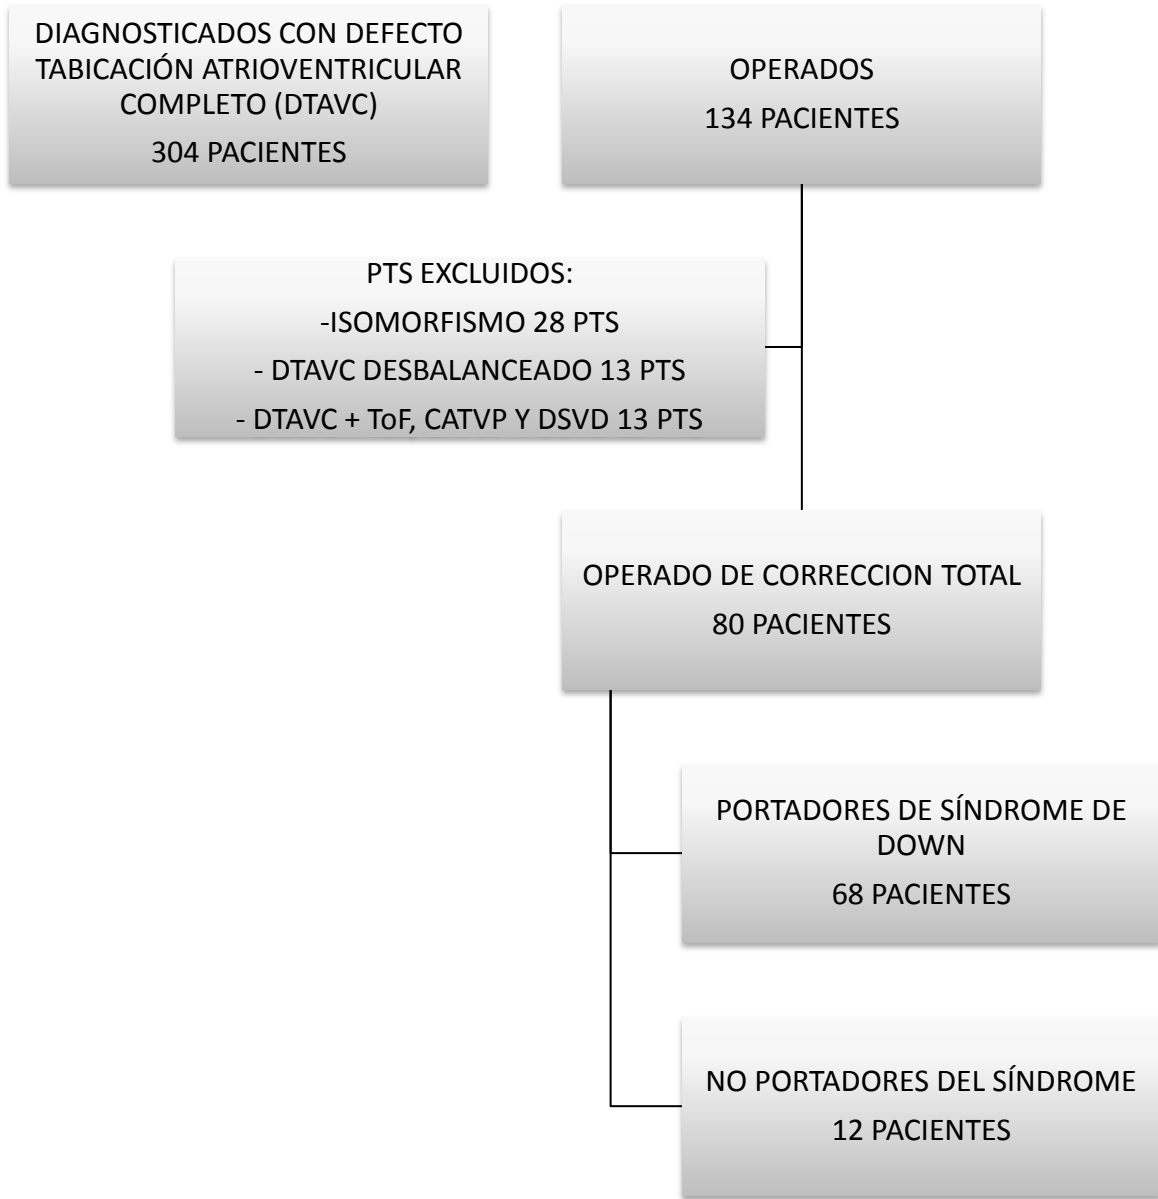 DIAGNOSTICADOS CON DEFECTO
TABICACIÓN ATRIOVENTRICULAR
COMPLETO (DTAVC)
304 PACIENTES
OPERADOS
134 PACIENTES
PTS EXCLUIDOS:
-ISOMORFISMO 28 PTS
- DTAVC DESBALANCEADO 13 PTS
- DTAVC + ToF, CATVP Y DSVD 13 PTS
OPERADO DE CORRECCION TOTAL
80 PACIENTES
PORTADORES DE SÍNDROME DE
DOWN
68 PACIENTES
NO PORTADORES DEL SÍNDROME
12 PACIENTES